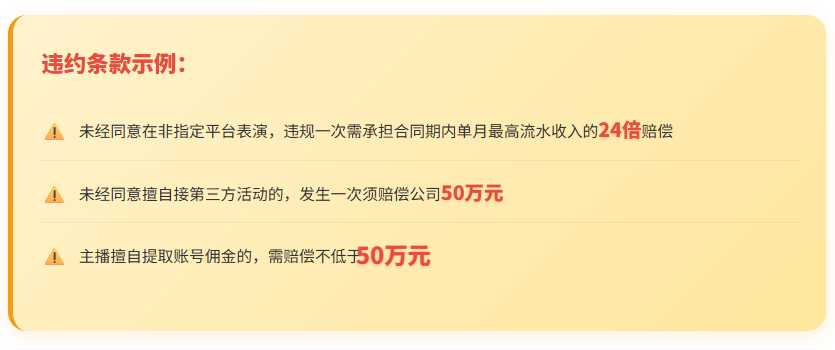 违约条款示例：
未经同意在非指定平台表演，违规一次需承担合同期内单月最高流水收入的24倍赔偿
未经同意擅自接第三方活动的，发生一次须赔偿公司50万元
主播擅自提取账号佣金的，需赔偿不低于50万元